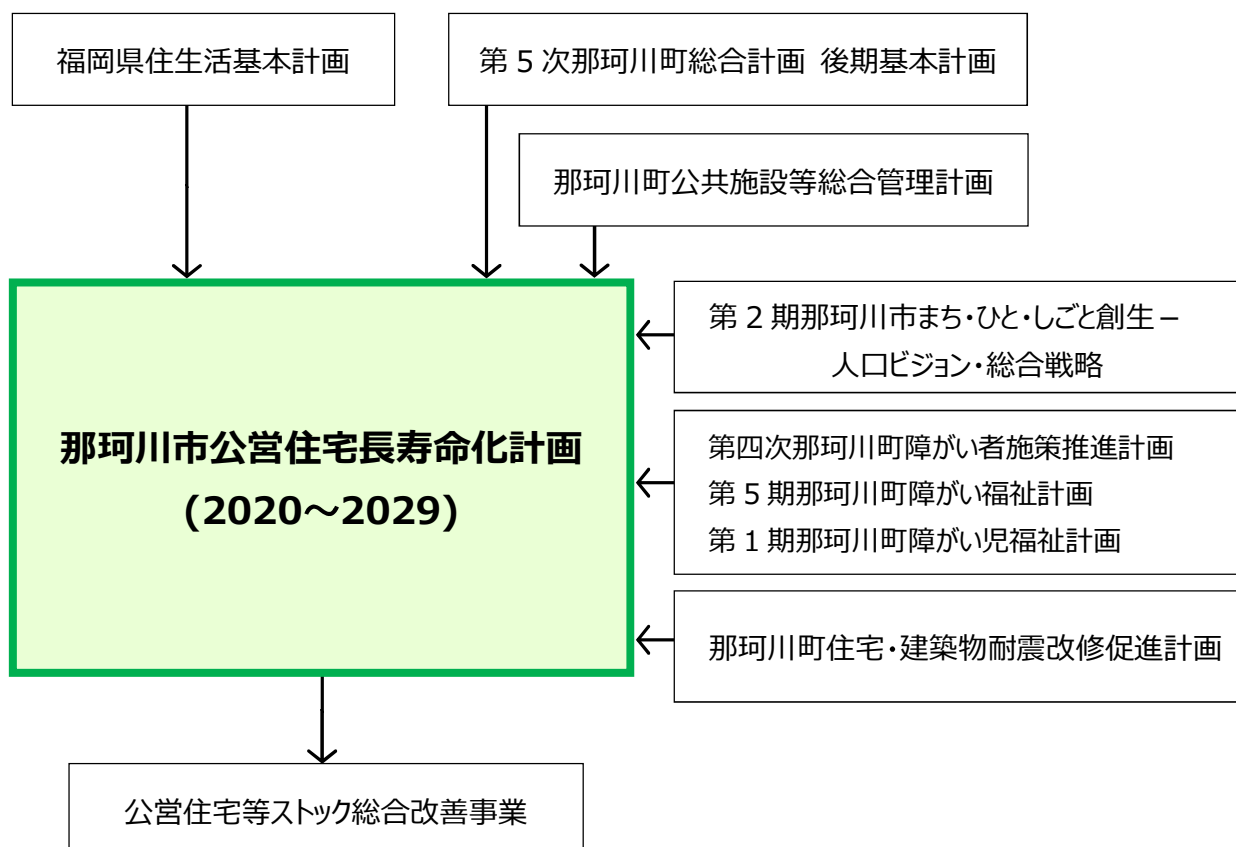 福岡県住生活基本計画
第5次那珂川町総合計画 後期基本計画
那珂川町公共施設等総合管理計画
第2期那珂川市まち・ひと・しごと創生－
人口ビジョン・総合戦略
那珂川市公営住宅長寿命化計画
(2020～2029)
第四次那珂川町障がい者施策推進計画
第5期那珂川町障がい福祉計画
第1期那珂川町障がい児福祉計画
那珂川町住宅・建築物耐震改修促進計画
公営住宅等ストック総合改善事業